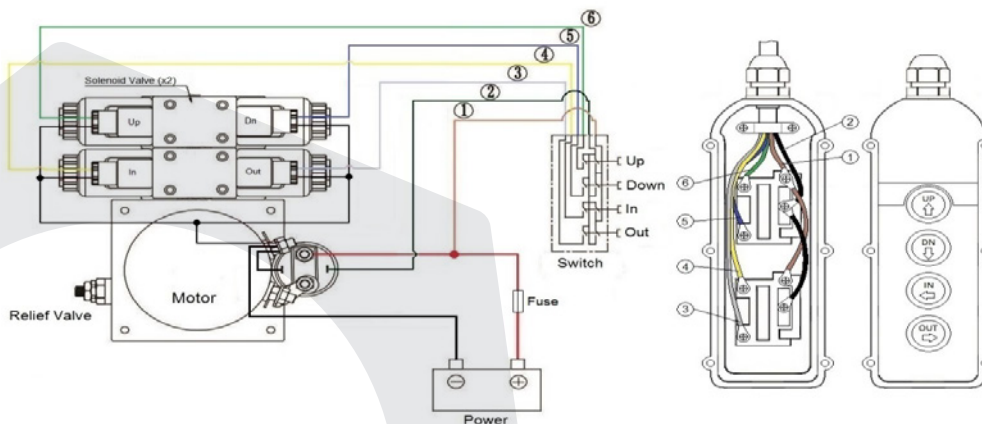 ⑥
⑤
④
③
②
①
Solenoid Valve (x2)
Up
Dn
In
Out
Up
Down
In
Out
Switch
Motor
Relief Valve
Fuse
Power
②
①
⑥
⑤
④
③
UP
DN
IN
OUT